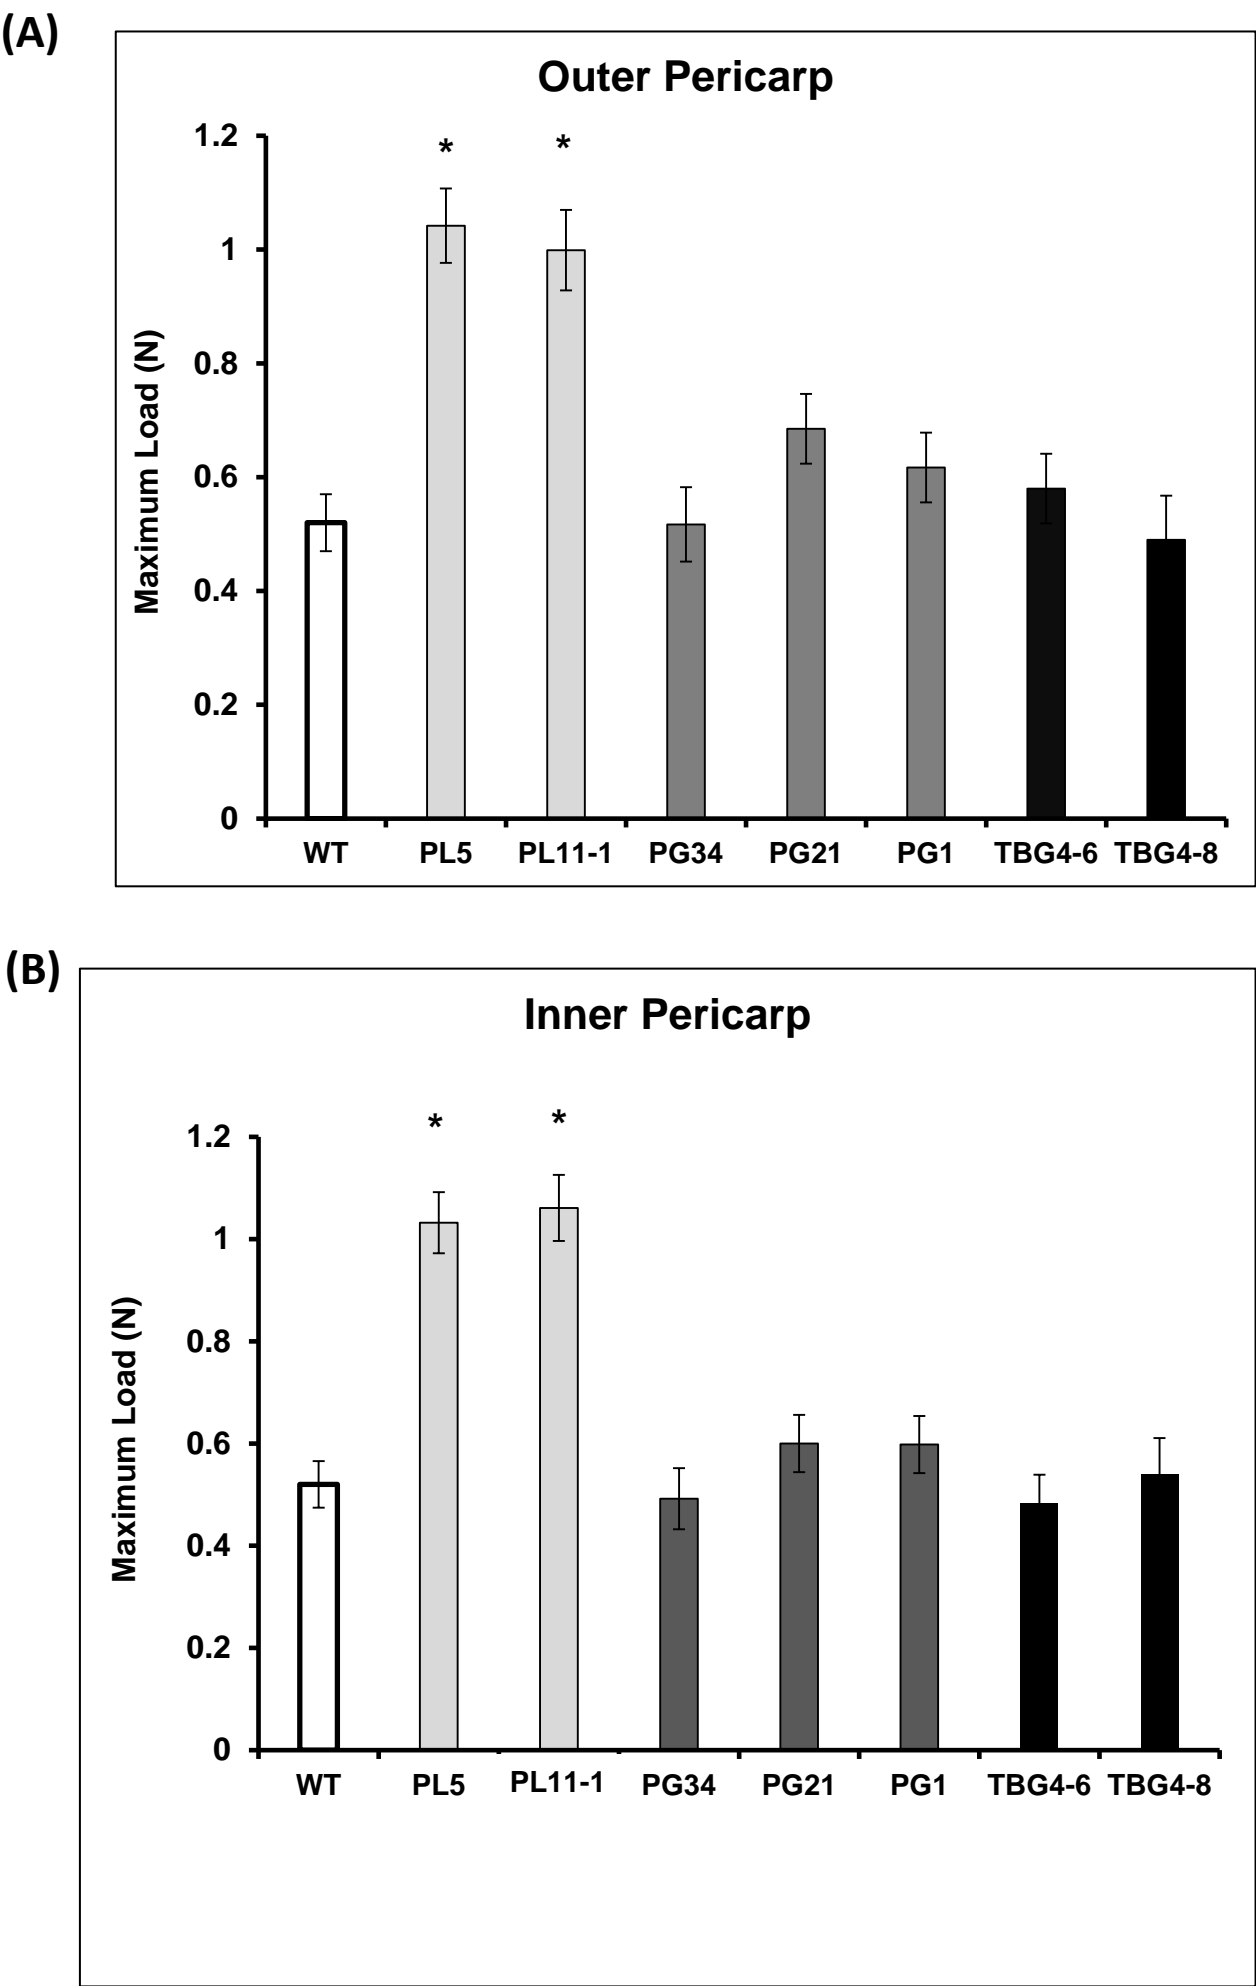 (A)
Outer Pericarp
* *
Maximum Load (N)
1.2
1
0.8
0.6
0.4
0.2
0
WT PL5 PL11-1 PG34 PG21 PG1 TBG4-6 TBG4-8
(B)
Inner Pericarp
* *
Maximum Load (N)
1.2
1
0.8
0.6
0.4
0.2
0
WT PL5 PL11-1 PG34 PG21 PG1 TBG4-6 TBG4-8